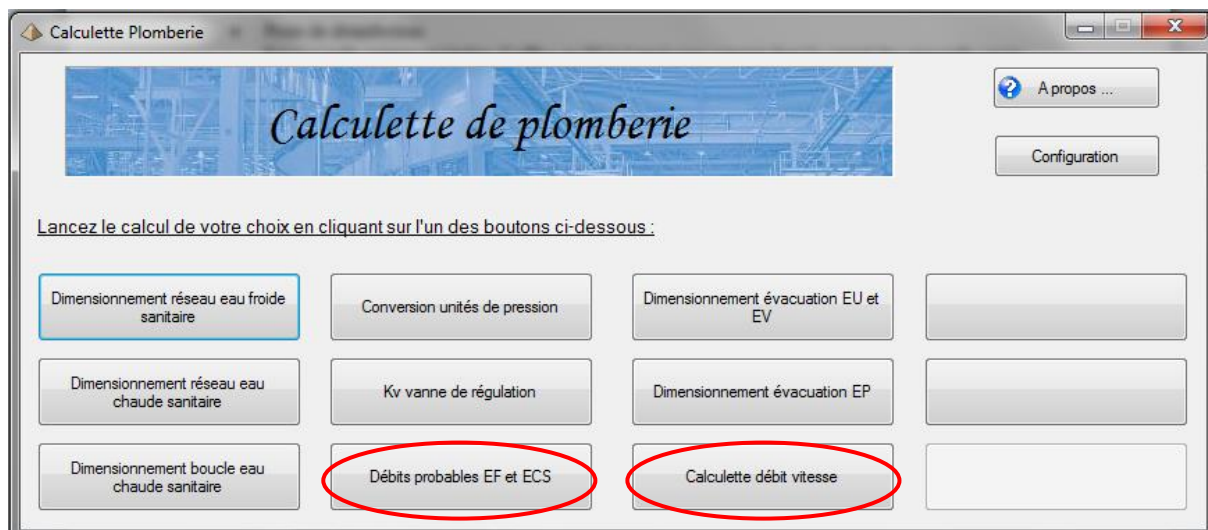 Calculette Plomberie
Calculette de plomberie
A propos ...
Configuration
Lancez le calcul de votre choix en cliquant sur l'un des boutons ci-dessous :
Dimensionnement réseau eau froide
sanitaire
Conversion unités de pression
Dimensionnement évacuation EU et
EV
Dimensionnement réseau eau
chaude sanitaire
Kv vanne de régulation
Dimensionnement évacuation EP
Dimensionnement boucle eau
chaude sanitaire
Débits probables EF et ECS
Calculette débit vitesse